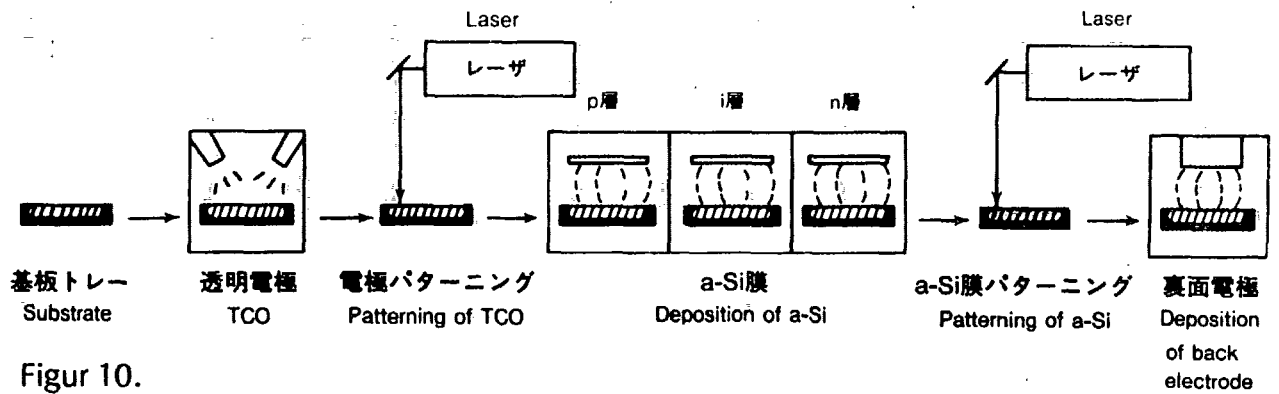 Laser
レーザ
Laser
レーザ
p層
i層
n層
基板トレー
Substrate
透明電極
TCO
電極パターニング
Patterning of TCO
a-Si膜
Deposition of a-Si
a-Si膜パターニング
Patterning of a-Si
裏面電極
Deposition
of back
electrode
Figur 10.